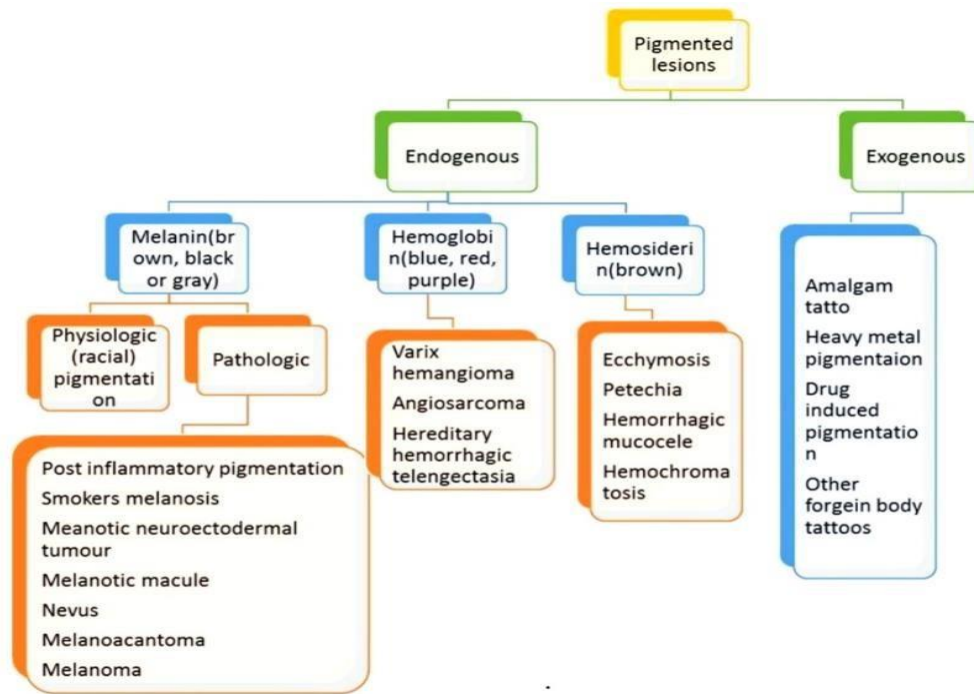 Pigmented
lesions
Endogenous
Exogenous
Melanin(br
own, black
or gray)
Hemoglobi
n(blue, red,
purple)
Hemosideri
n(brown)
Physiologic
(racial)
pigmentati
on
Pathologic
Varix
hemangioma
Angiosarcoma
Hereditary
hemorrhagic
telengectasia
Ecchymosis
Petechia
Hemorrhagic
mucocele
Hemochroma
tosis
Amalgam
tatto
Heavy metal
pigmentaion
Drug
induced
pigmentatio
n
Other
forgein body
tattoos
Post inflammatory pigmentation
Smokers melanosis
Meanotic neuroectodermal
tumour
Melanotic macule
Nevus
Melanoacantoma
Melanoma